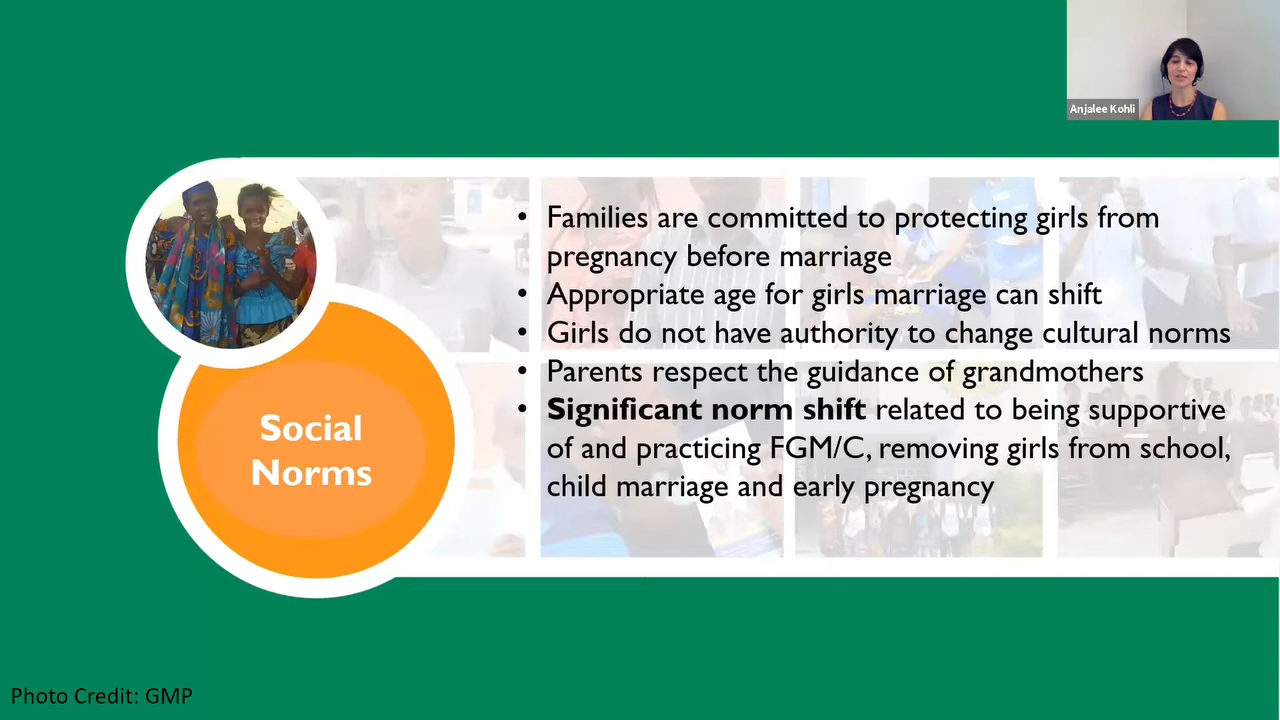 Anjalee Kohli
• Families are committed to protecting girls from
pregnancy before marriage
• Appropriate age for girls marriage can shift
• Girls do not have authority to change cultural norms
• Parents respect the guidance of grandmothers
• Significant norm shift related to being supportive
of and practicing FGM/C, removing girls from school,
child marriage and early pregnancy
Social
Norms
Photo Credit: GMP